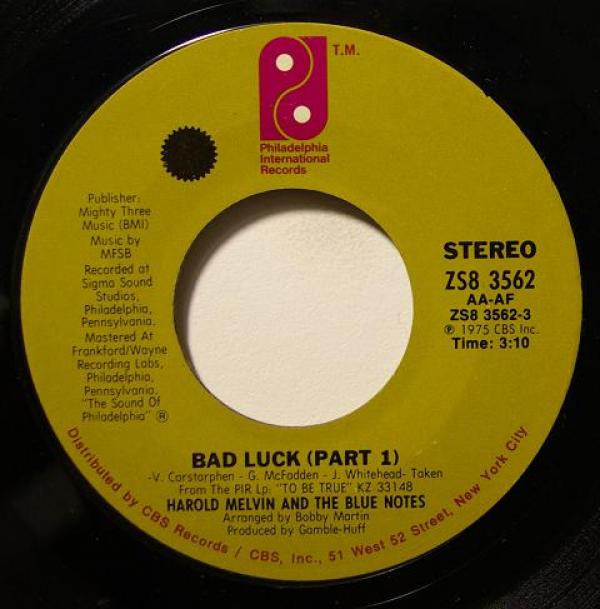 T.M.
Philadelphia
International
Records
Publisher:
Mighty Three
Music (BMI)
Music by
MFSB
Recorded at
Sigma Sound
Studios,
Philadelphia,
Pennsylvania.
Mastered At
Frankford/Wayne
Recording Labs,
Philadelphia,
Pennsylvania.
"The Sound Of
Philadelphia" ®
STEREO
ZS8 3562
AA-AF
ZS8 3562-3
℗ 1975 CBS Inc.
Time: 3:10
BAD LUCK (PART 1)
-V. Carstarphen - G. McFadden - J. Whitehead- Taken
From The PIR Lp: "TO BE TRUE" KZ 33148
HAROLD MELVIN AND THE BLUE NOTES
Arranged by Bobby Martin
Produced by Gamble-Huff
Distributed by CBS Records / CBS, Inc., 51 West 52 Street, New York City